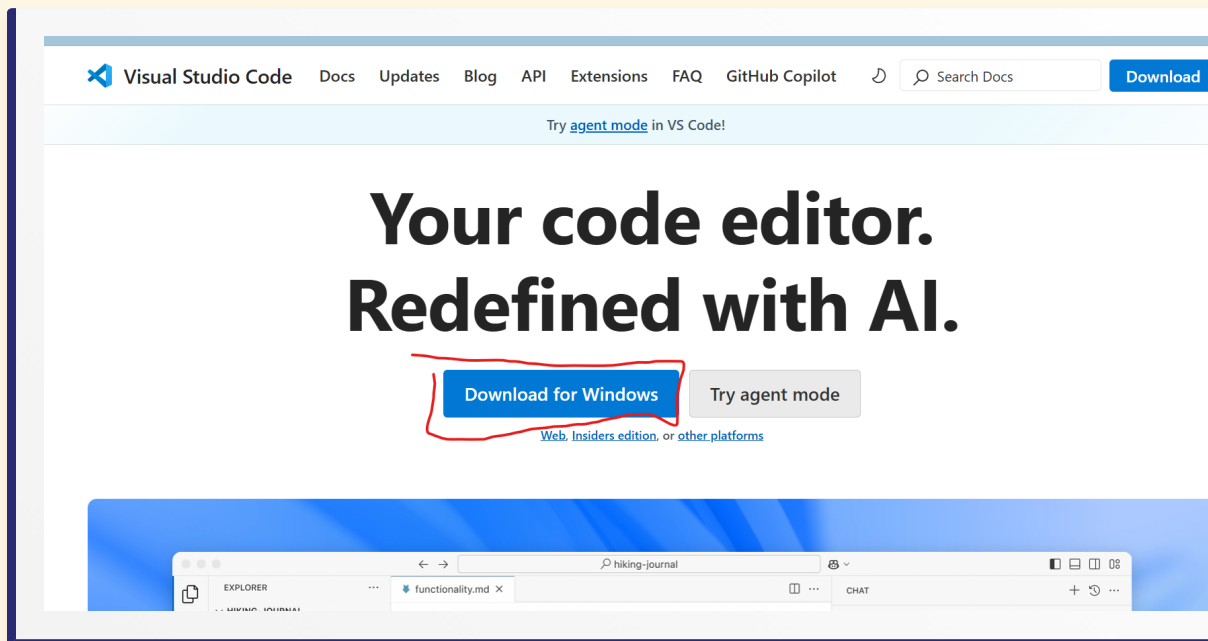 Visual Studio Code Docs Updates Blog API Extensions FAQ GitHub Copilot Search Docs Download
Try agent mode in VS Code!
Your code editor.
Redefined with AI.
Download for Windows Try agent mode
Web, Insiders edition, or other platforms
hiking-journal
EXPLORER ··· functionality.md × ··· CHAT + ···
HIKING-JOURNAL